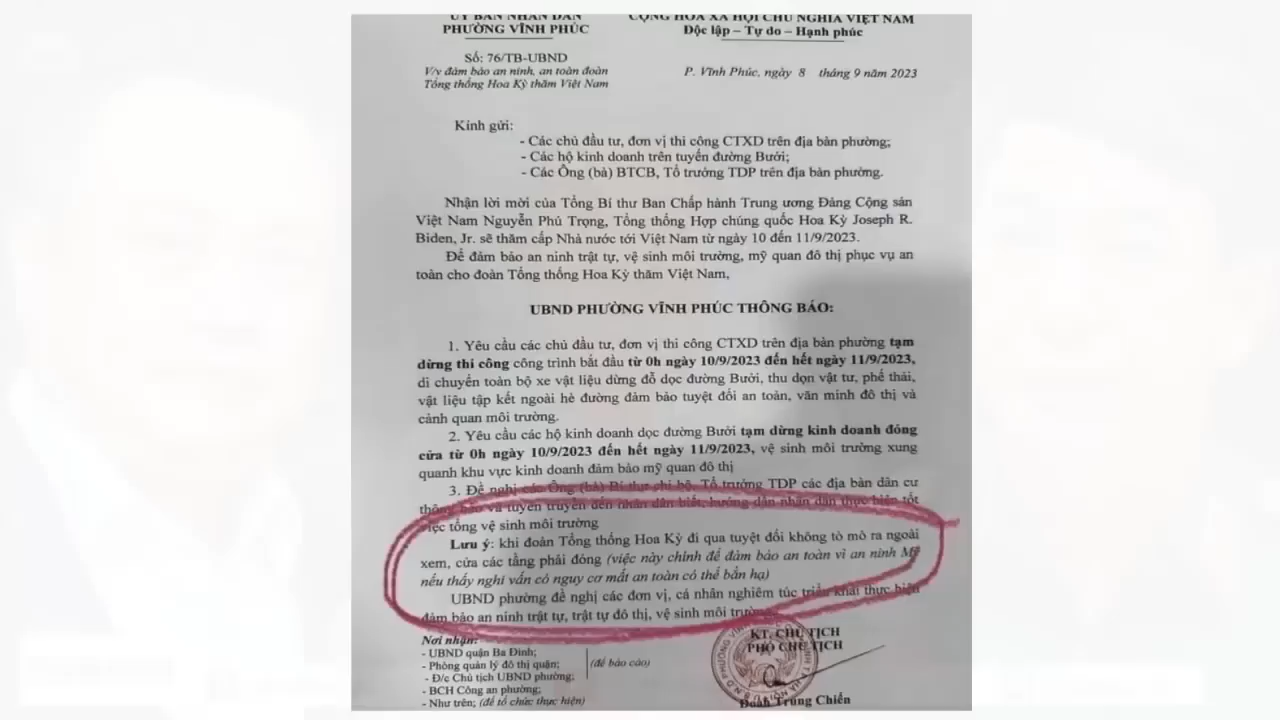 ỦY BAN NHÂN DÂN
PHƯỜNG VĨNH PHÚC
CỘNG HÒA XÃ HỘI CHỦ NGHĨA VIỆT NAM
Độc lập – Tự do – Hạnh phúc
Số: 76/TB-UBND
V/v đảm bảo an ninh, an toàn đoàn
Tổng thống Hoa Kỳ thăm Việt Nam
P. Vĩnh Phúc, ngày 8 tháng 9 năm 2023
Kính gửi:
- Các chủ đầu tư, đơn vị thi công CTXD trên địa bàn phường;
- Các hộ kinh doanh trên tuyến đường Bưởi;
- Các Ông (bà) BTCB, Tổ trưởng TDP trên địa bàn phường.
Nhận lời mời của Tổng Bí thư Ban Chấp hành Trung ương Đảng Cộng sản
Việt Nam Nguyễn Phú Trọng, Tổng thống Hợp chúng quốc Hoa Kỳ Joseph R.
Biden, Jr. sẽ thăm cấp Nhà nước tới Việt Nam từ ngày 10 đến 11/9/2023.
Để đảm bảo an ninh trật tự, vệ sinh môi trường, mỹ quan đô thị phục vụ an
toàn cho đoàn Tổng thống Hoa Kỳ thăm Việt Nam,
UBND PHƯỜNG VĨNH PHÚC THÔNG BÁO:
1. Yêu cầu các chủ đầu tư, đơn vị thi công CTXD trên địa bàn phường tạm
dừng thi công công trình bắt đầu từ 0h ngày 10/9/2023 đến hết ngày 11/9/2023,
di chuyển toàn bộ xe vật liệu dừng đỗ dọc đường Bưởi, thu dọn vật tư, phế thải,
vật liệu tập kết ngoài hè đường đảm bảo tuyệt đối an toàn, văn minh đô thị và
cảnh quan môi trường.
2. Yêu cầu các hộ kinh doanh dọc đường Bưởi tạm dừng kinh doanh đóng
cửa từ 0h ngày 10/9/2023 đến hết ngày 11/9/2023, vệ sinh môi trường xung
quanh khu vực kinh doanh đảm bảo mỹ quan đô thị
3. Đề nghị các Ông (bà) Bí thư chi bộ, Tổ trưởng TDP các địa bàn dân cư
thông báo và tuyên truyền đến nhân dân biết, hướng dẫn nhân dân thực hiện tốt
việc tổng vệ sinh môi trường
Lưu ý: khi đoàn Tổng thống Hoa Kỳ đi qua tuyệt đối không tò mò ra ngoài
xem, cửa các tầng phải đóng (việc này chính để đảm bảo an toàn vì an ninh Mỹ
nếu thấy nghi vấn có nguy cơ mất an toàn có thể bắn hạ)
UBND phường đề nghị các đơn vị, cá nhân nghiêm túc triển khai thực hiện
đảm bảo an ninh trật tự, trật tự đô thị, vệ sinh môi trường.
Nơi nhận:
- UBND quận Ba Đình;
- Phòng quản lý đô thị quận;
- Đ/c Chủ tịch UBND phường;
- BCH Công an phường;
- Như trên; (để tổ chức thực hiện)
(để báo cáo)
KT. CHỦ TỊCH
PHÓ CHỦ TỊCH
Đoàn Trung Chiến